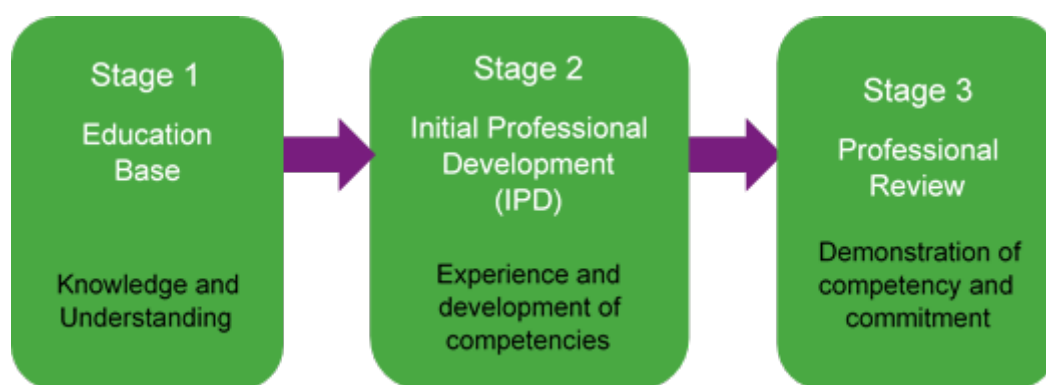 Stage 1
Education
Base
Knowledge and
Understanding
Stage 2
Initial Professional
Development
(IPD)
Experience and
development of
competencies
Stage 3
Professional
Review
Demonstration of
competency and
commitment